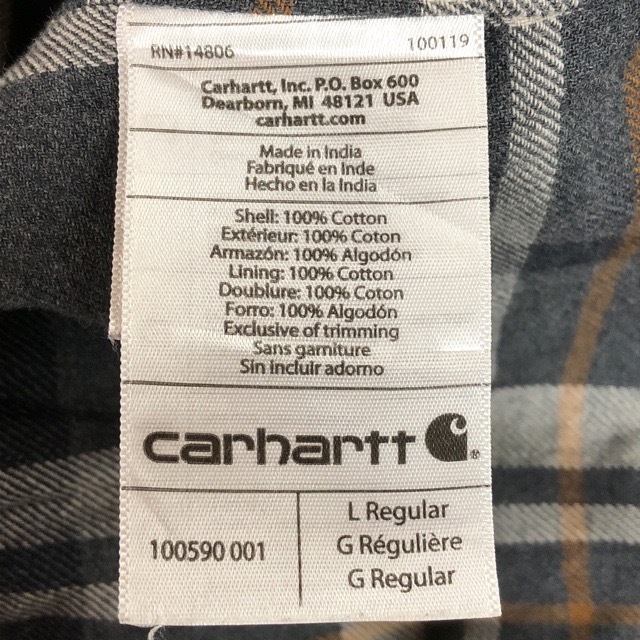 RN#14806 100119
Carhartt, Inc. P.O. Box 600
Dearborn, MI 48121 USA
carhartt.com
Made in India
Fabriqué en Inde
Hecho en la India
Shell: 100% Cotton
Extérieur: 100% Coton
Armazón: 100% Algodón
Lining: 100% Cotton
Doublure: 100% Coton
Forro: 100% Algodón
Exclusive of trimming
Sans garniture
Sin incluir adorno
carhartt ®
100590 001
L Regular
G Régulière
G Regular